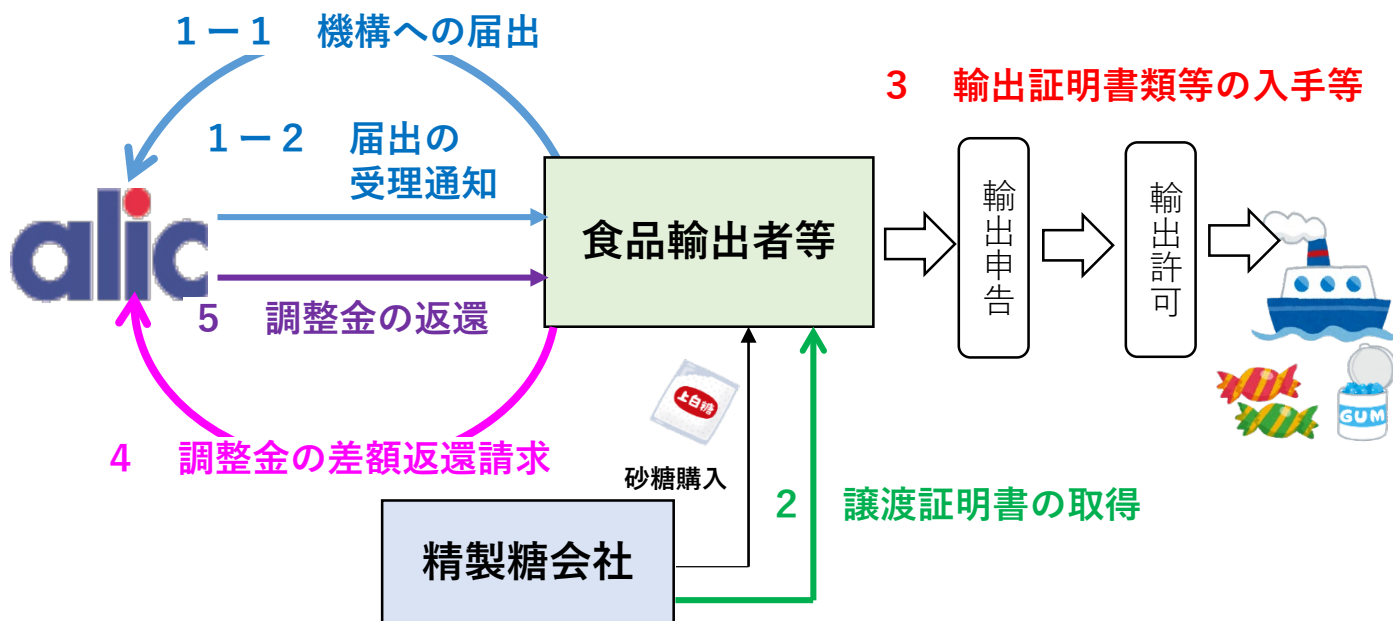 1－1　機構への届出
3　輸出証明書類等の入手等
1－2　届出の
受理通知
alic
食品輸出者等
輸出申告
輸出許可
5　調整金の返還
上白糖
GUM
4　調整金の差額返還請求
砂糖購入
2　譲渡証明書の取得
精製糖会社